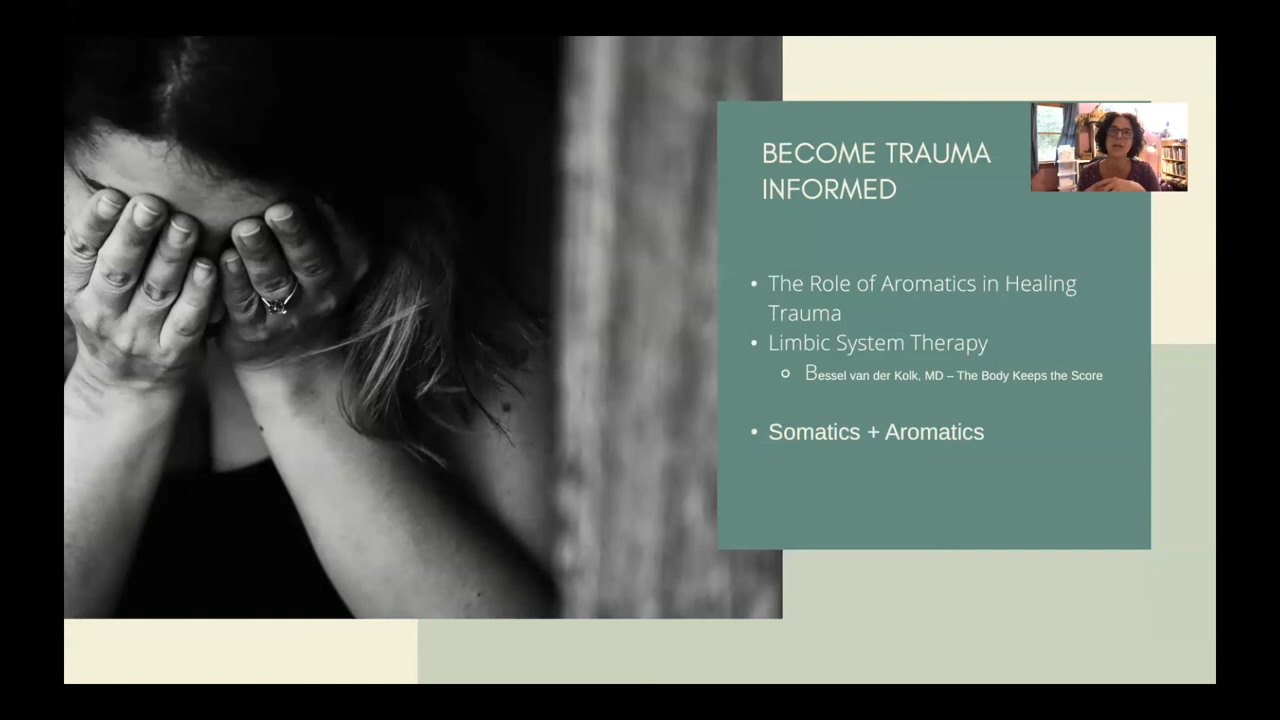 BECOME TRAUMA
INFORMED
• The Role of Aromatics in Healing
Trauma
• Limbic System Therapy
○ Bessel van der Kolk, MD – The Body Keeps the Score
• Somatics + Aromatics